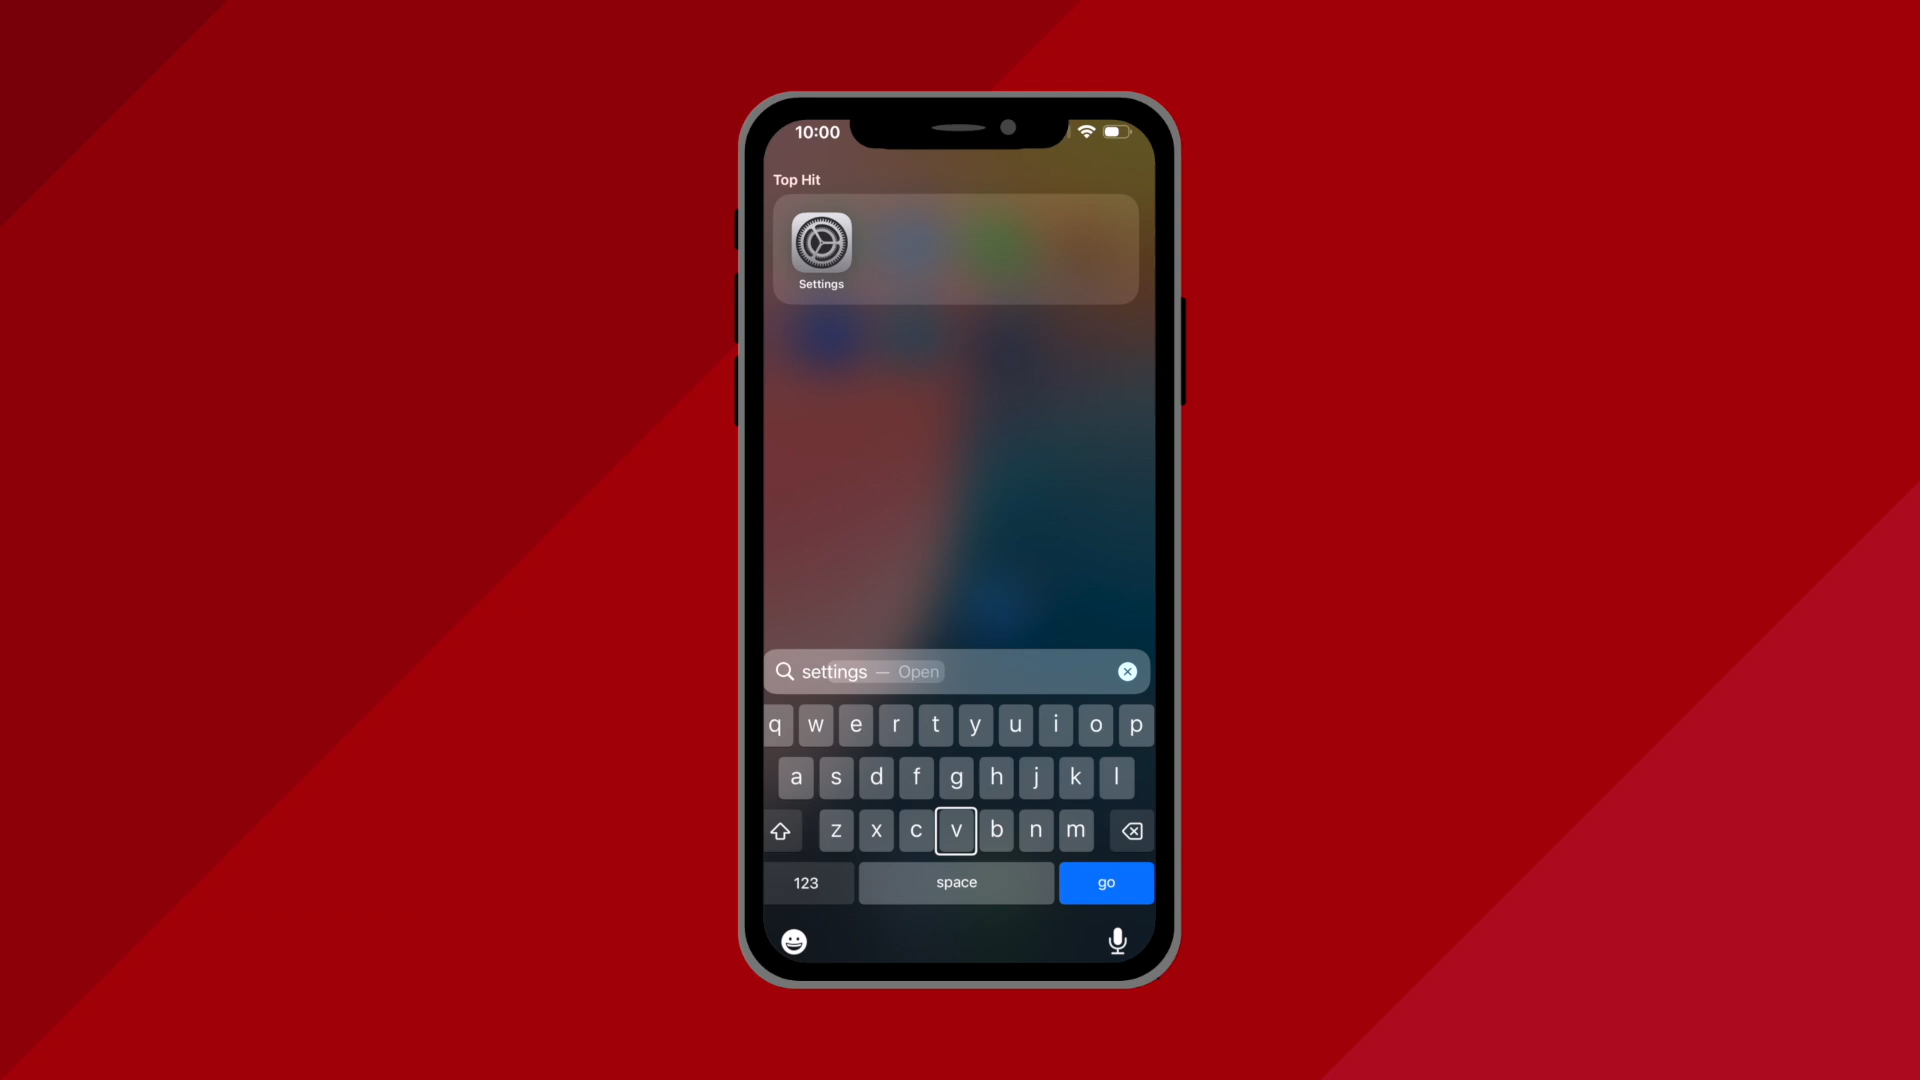 10:00
Top Hit
Settings
settings — Open
q w e r t y u i o p
a s d f g h j k l
z x c v b n m
123 space go